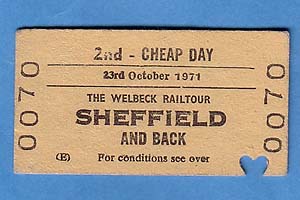 2nd - CHEAP DAY
23rd October 1971
THE WELBECK RAILTOUR
SHEFFIELD
AND BACK
(E) For conditions see over
0070
0070